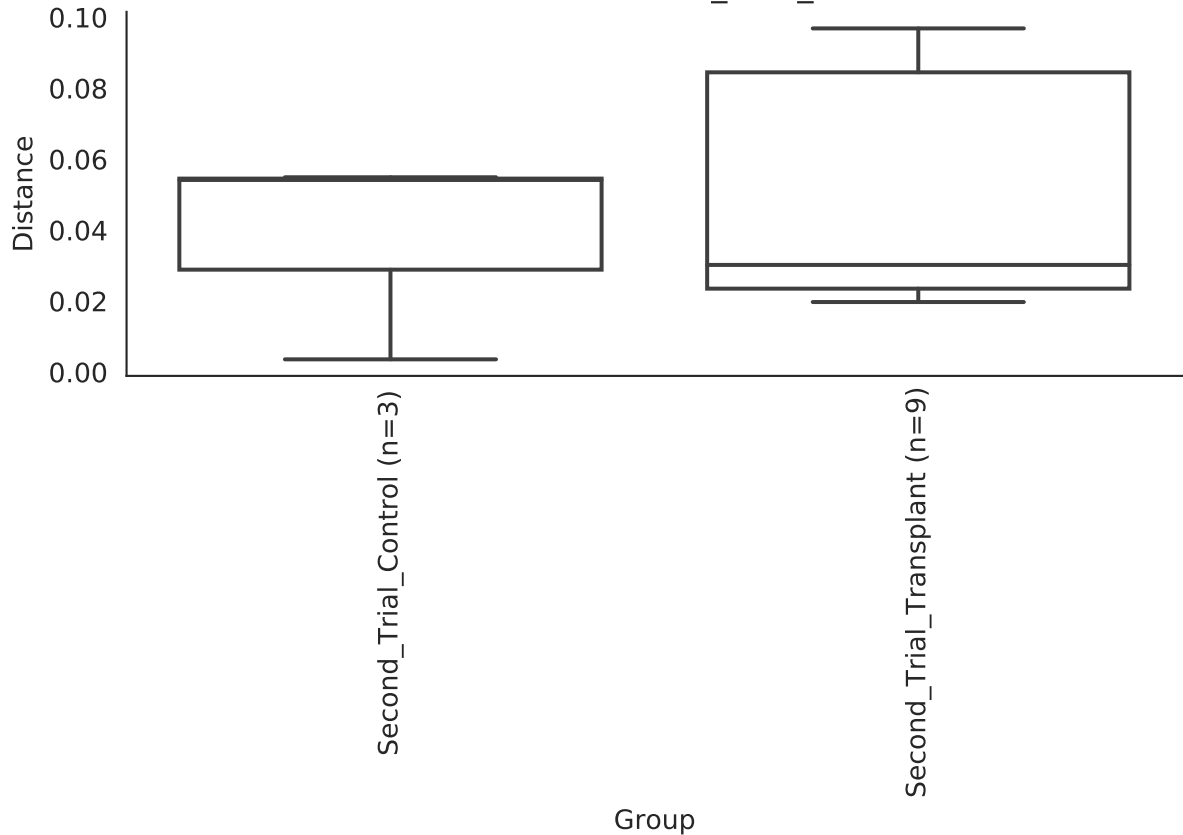 0.10
0.08
0.06
0.04
0.02
0.00
Distance
Second_Trial_Control (n=3)
Second_Trial_Transplant (n=9)
Group